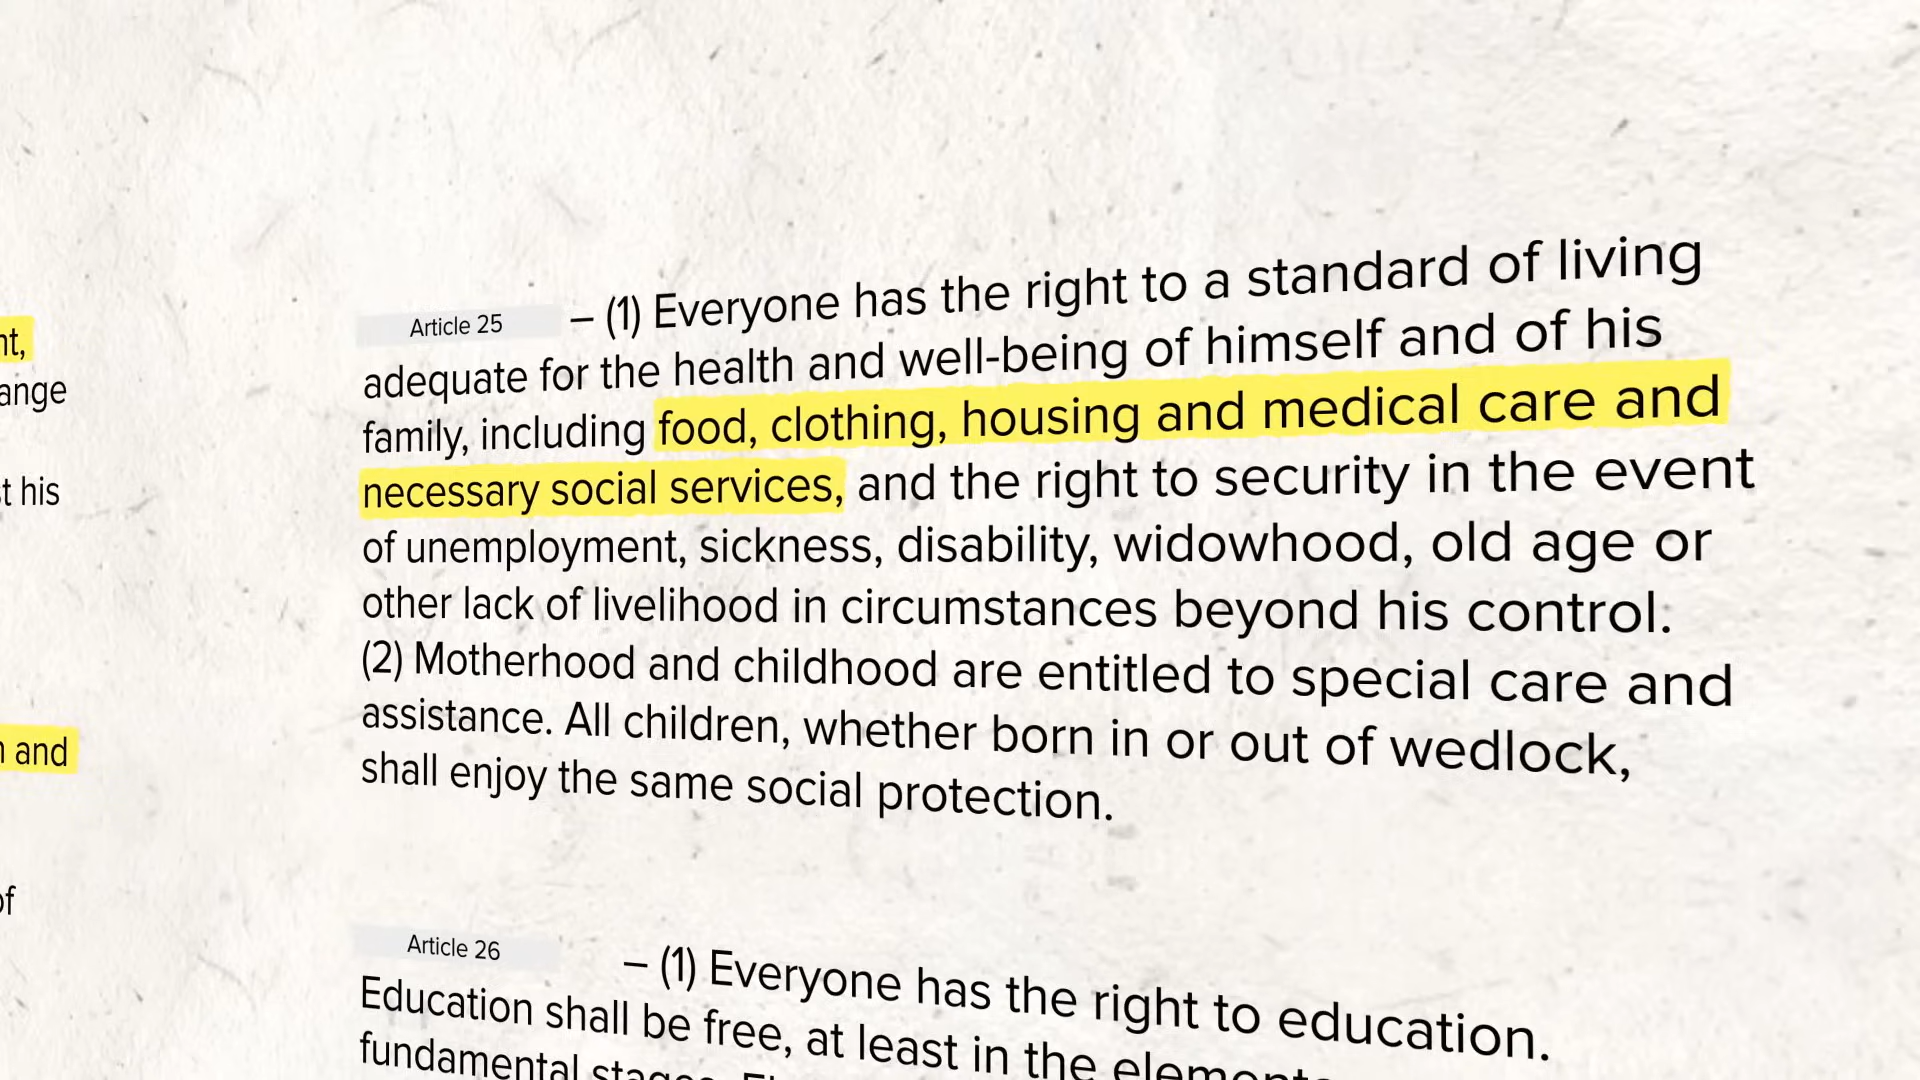 nt,
ange
t his
and
of
Article 25 – (1) Everyone has the right to a standard of living
adequate for the health and well-being of himself and of his
family, including food, clothing, housing and medical care and
necessary social services, and the right to security in the event
of unemployment, sickness, disability, widowhood, old age or
other lack of livelihood in circumstances beyond his control.
(2) Motherhood and childhood are entitled to special care and
assistance. All children, whether born in or out of wedlock,
shall enjoy the same social protection.
Article 26 – (1) Everyone has the right to education.
Education shall be free, at least in the
fundamental